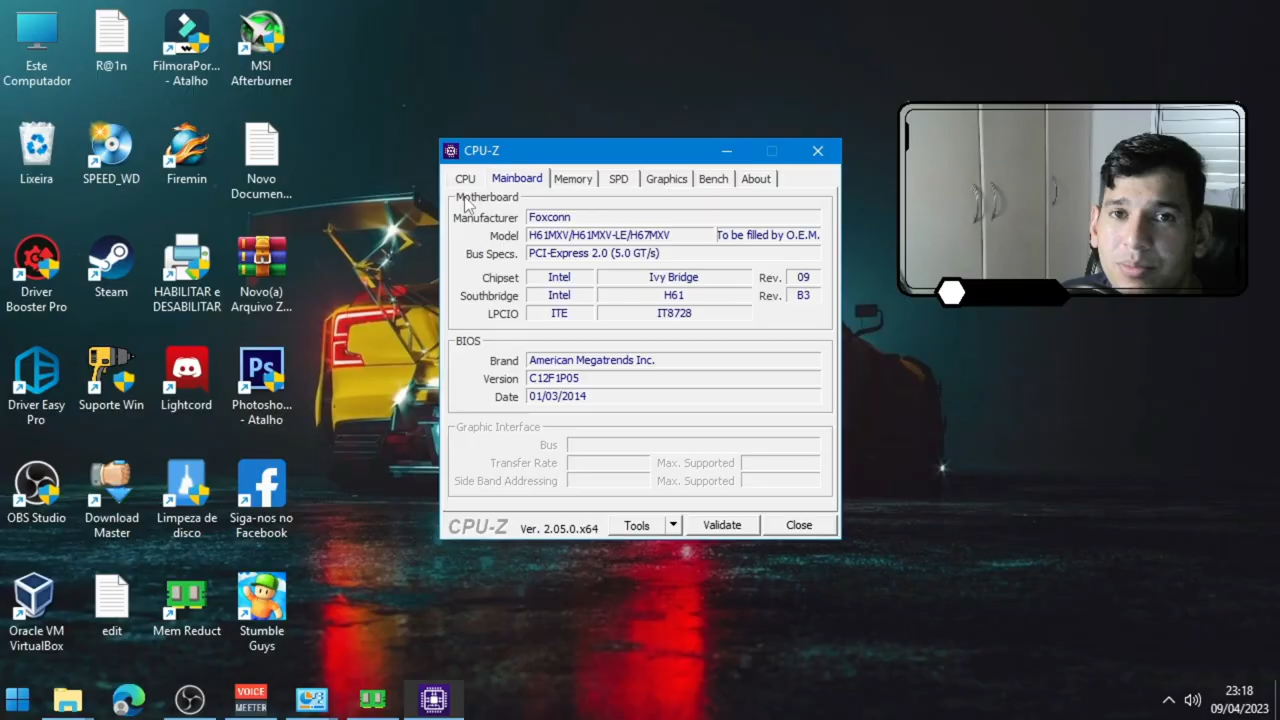 Este
Computador
R@1n
FilmoraPor...
- Atalho
MSI
Afterburner
Lixeira
SPEED_WD
Firemin
Novo
Documen...
Driver
Booster Pro
Steam
HABILITAR e
DESABILITAR
Novo(a)
Arquivo Z...
Driver Easy
Pro
Suporte Win
Lightcord
Ps
Photosho...
- Atalho
OBS Studio
Download
Master
Limpeza de
disco
Siga-nos no
Facebook
Oracle VM
VirtualBox
edit
Mem Reduct
Stumble
Guys
CPU-Z
CPU Mainboard Memory SPD Graphics Bench About
Motherboard
Manufacturer Foxconn
Model H61MXV/H61MXV-LE/H67MXV To be filled by O.E.M.
Bus Specs. PCI-Express 2.0 (5.0 GT/s)
Chipset Intel Ivy Bridge Rev. 09
Southbridge Intel H61 Rev. B3
LPCIO ITE IT8728
BIOS
Brand American Megatrends Inc.
Version C12F1P05
Date 01/03/2014
Graphic Interface
Bus
Transfer Rate Max. Supported
Side Band Addressing Max. Supported
CPU-Z Ver. 2.05.0.x64 Tools Validate Close
VOICE
MEETER
23:18
09/04/2023